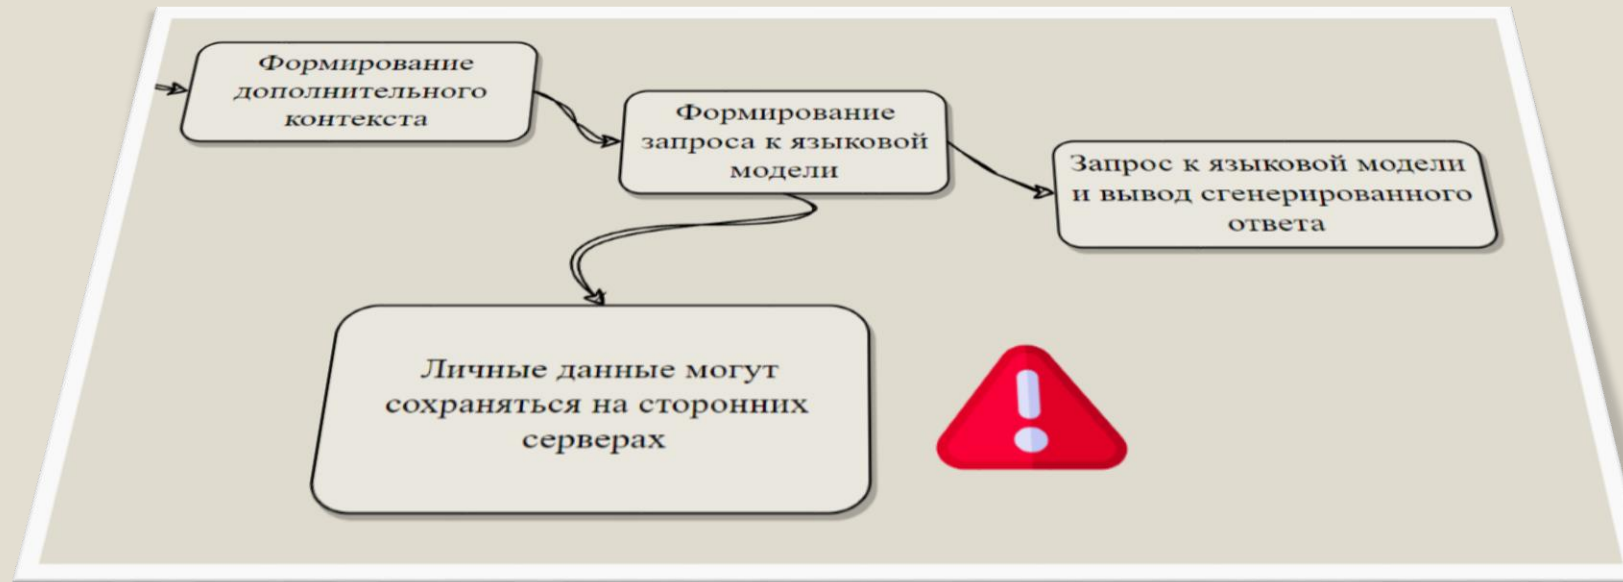 Формирование
дополнительного
контекста
Формирование
запроса к языковой
модели
Запрос к языковой модели
и вывод сгенерированного
ответа
Личные данные могут
сохраняться на сторонних
серверах